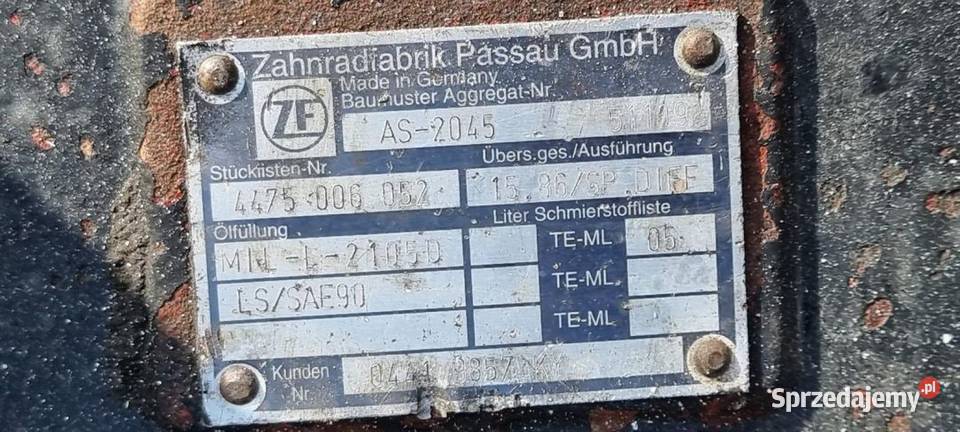 Zahnradfabrik Passau GmbH
ZF
Made in Germany
Baumuster Aggregat-Nr.
AS-2045
Stücklisten-Nr.
Übers.ges./Ausführung
4475 006 052
15.86/SP.DIFF
Ölfüllung
Liter Schmierstoffliste
MIL-L-2105D
TE-ML
05
LS/SAE90
TE-ML
TE-ML
Kunden
Nr.
Sprzedajemy.pl